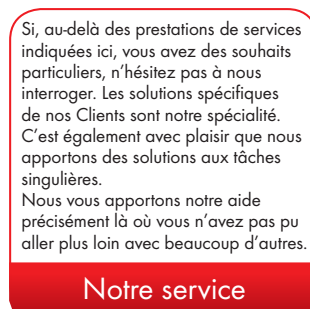 Si, au-delà des prestations de services
indiquées ici, vous avez des souhaits
particuliers, n’hésitez pas à nous
interroger. Les solutions spécifiques
de nos Clients sont notre spécialité.
C’est également avec plaisir que nous
apportons des solutions aux tâches
singulières.
Nous vous apportons notre aide
précisément là où vous n’avez pas pu
aller plus loin avec beaucoup d’autres.
Notre service